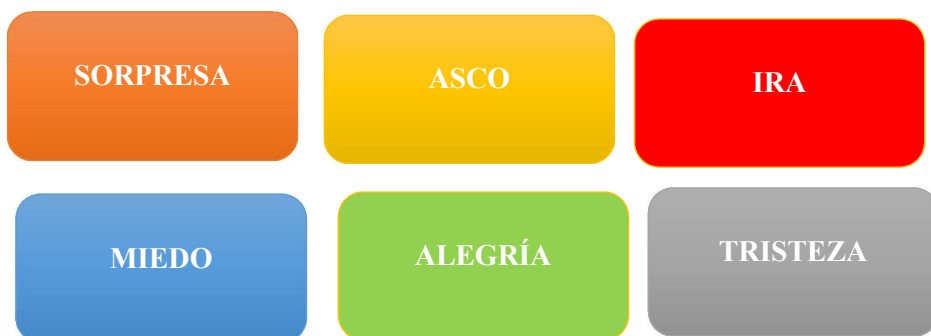 SORPRESA
ASCO
IRA
MIEDO
ALEGRÍA
TRISTEZA